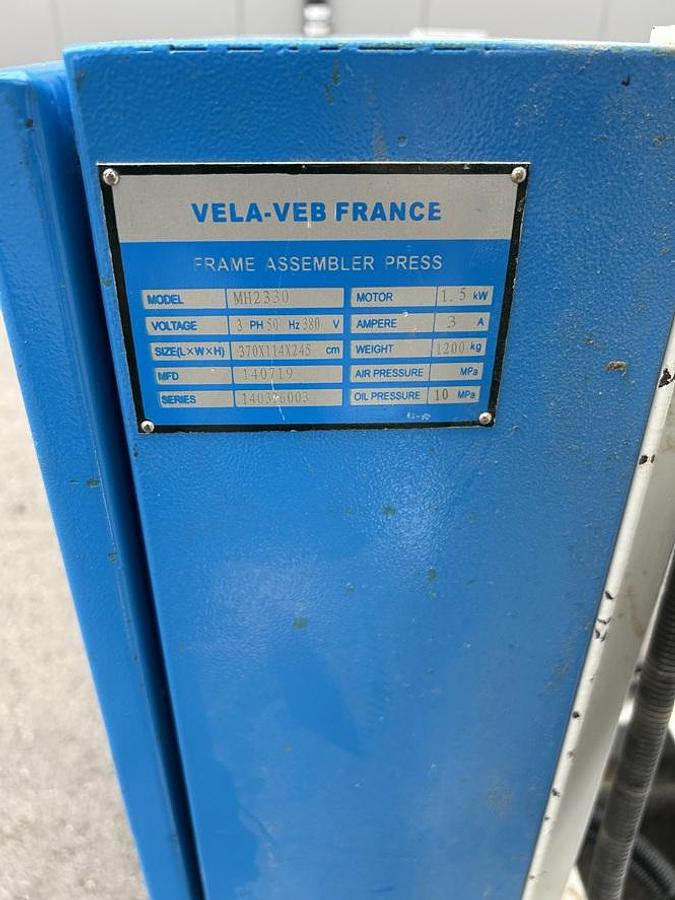 VELA-VEB FRANCE
FRAME ASSEMBLER PRESS
MODEL MH2330 MOTOR 1.5 kW
VOLTAGE 3 PH 50 Hz 380 V AMPERE 3 A
SIZE(L×W×H) 370X114X245 cm WEIGHT 1200 kg
MFD 140719 AIR PRESSURE MPa
SERIES OIL PRESSURE 10 MPa